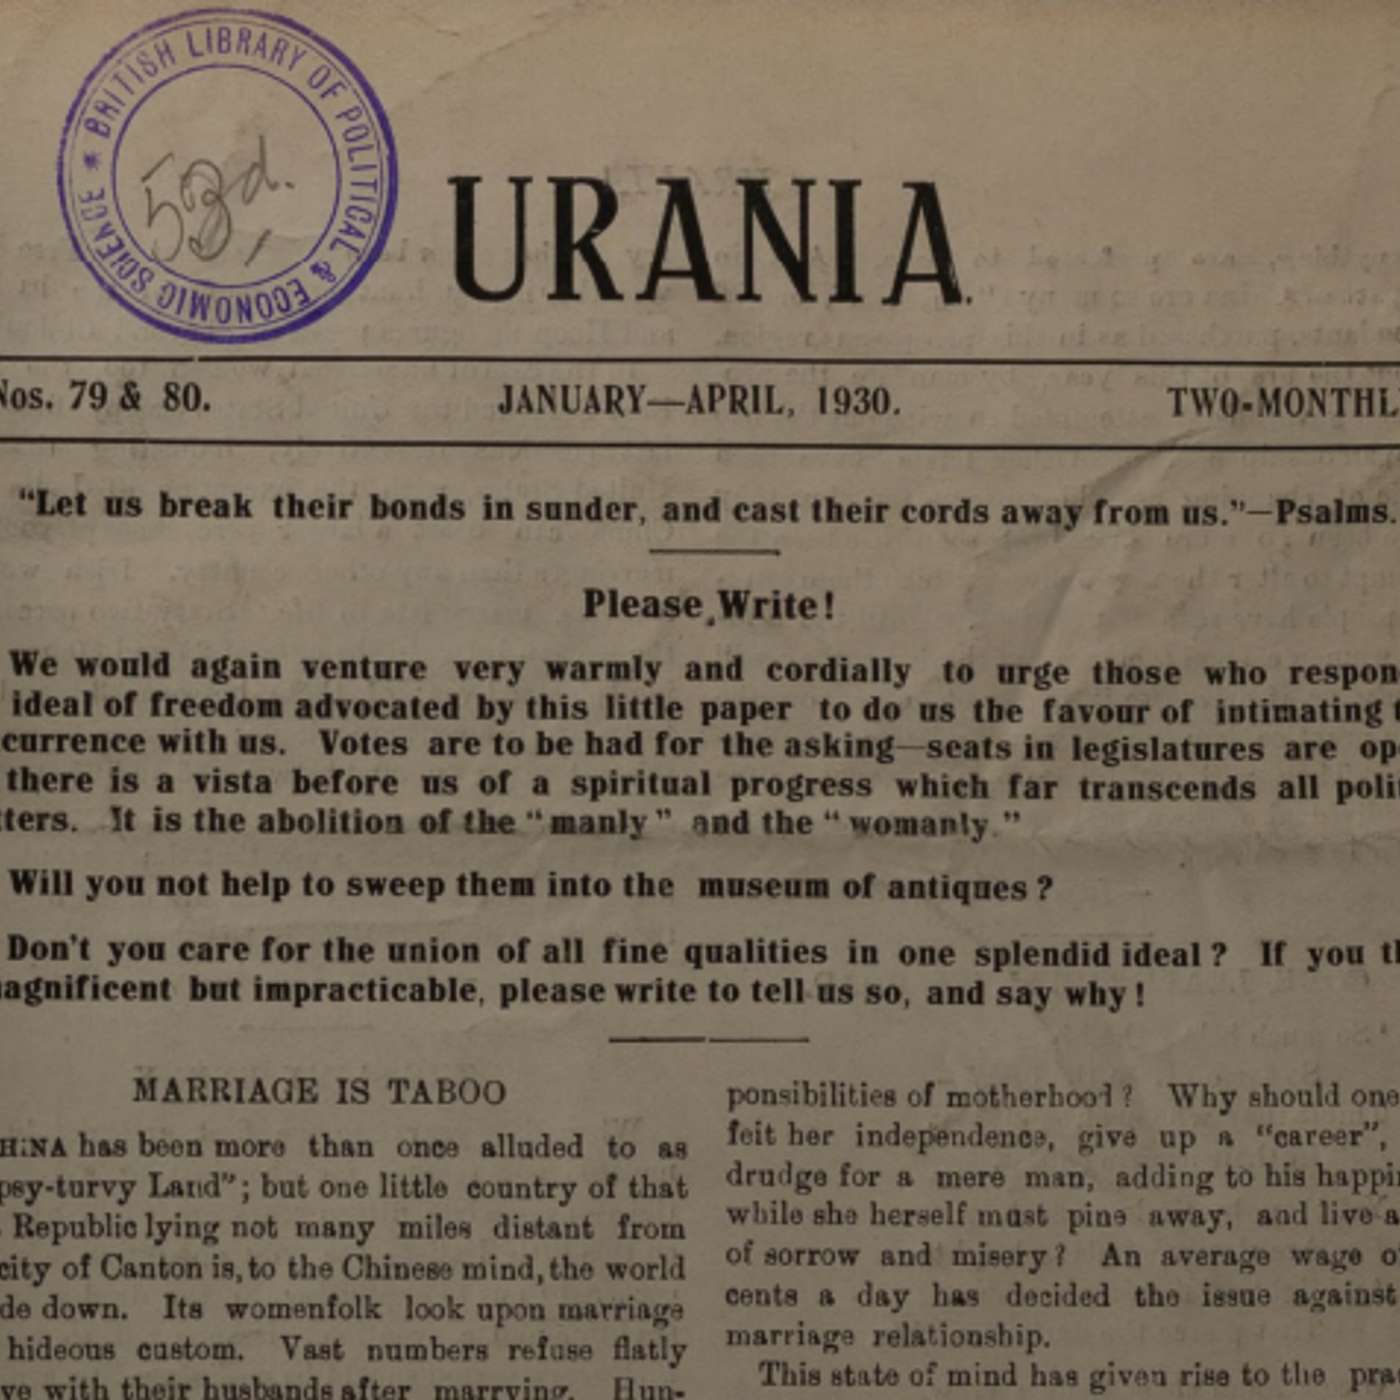 BRITISH LIBRARY OF POLITICAL & ECONOMIC SCIENCE *
URANIA.
Nos. 79 & 80.
JANUARY—APRIL, 1930.
TWO-MONTHL
"Let us break their bonds in sunder, and cast their cords away from us."—Psalms.
Please Write!
We would again venture very warmly and cordially to urge those who respon
ideal of freedom advocated by this little paper to do us the favour of intimating t
currence with us. Votes are to be had for the asking—seats in legislatures are op
there is a vista before us of a spiritual progress which far transcends all polit
tters. It is the abolition of the "manly" and the "womanly."
Will you not help to sweep them into the museum of antiques?
Don't you care for the union of all fine qualities in one splendid ideal? If you th
agnificent but impracticable, please write to tell us so, and say why!
MARRIAGE IS TABOO
HINA has been more than once alluded to as
psy-turvy Land"; but one little country of that
Republic lying not many miles distant from
city of Canton is, to the Chinese mind, the world
de down. Its womenfolk look upon marriage
hideous custom. Vast numbers refuse flatly
ve with their husbands after marrying. Hun-
ponsibilities of motherhood? Why should one
feit her independence, give up a "career",
drudge for a mere man, adding to his happi
while she herself must pine away, and live a
of sorrow and misery? An average wage o
cents a day has decided the issue against
marriage relationship.
This state of mind has given rise to the pra